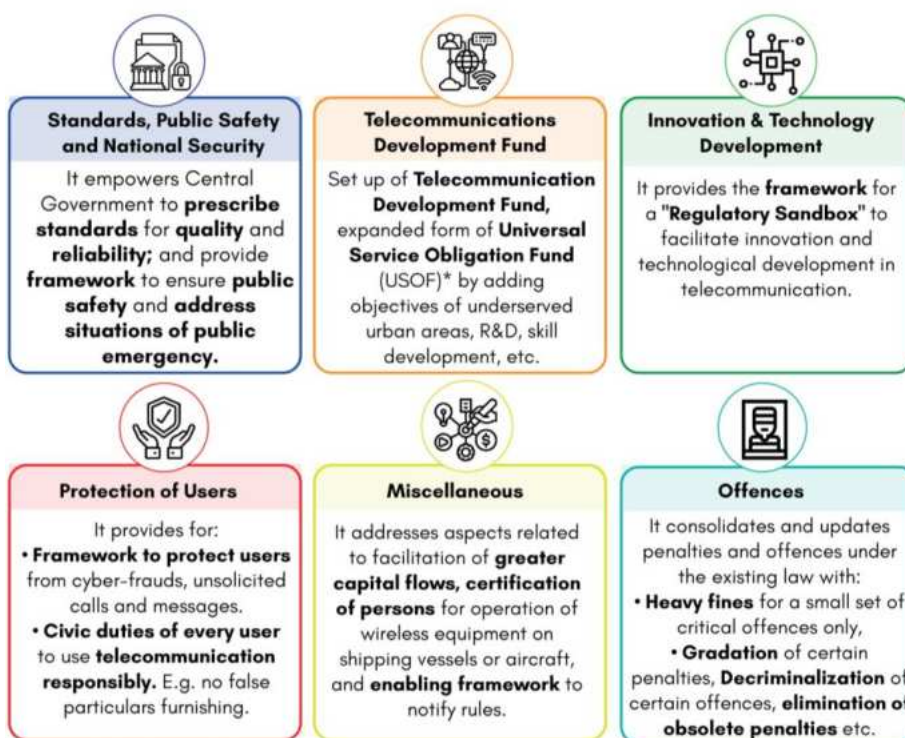 Standards, Public Safety
and National Security
It empowers Central
Government to prescribe
standards for quality and
reliability; and provide
framework to ensure public
safety and address
situations of public
emergency.
Telecommunications
Development Fund
Set up of Telecommunication
Development Fund,
expanded form of Universal
Service Obligation Fund
(USOF)* by adding
objectives of underserved
urban areas, R&D, skill
development, etc.
Innovation & Technology
Development
It provides the framework for
a "Regulatory Sandbox" to
facilitate innovation and
technological development in
telecommunication.
Protection of Users
It provides for:
• Framework to protect users
from cyber-frauds, unsolicited
calls and messages.
• Civic duties of every user
to use telecommunication
responsibly. E.g. no false
particulars furnishing.
Miscellaneous
It addresses aspects related
to facilitation of greater
capital flows, certification
of persons for operation of
wireless equipment on
shipping vessels or aircraft,
and enabling framework to
notify rules.
Offences
It consolidates and updates
penalties and offences under
the existing law with:
• Heavy fines for a small set of
critical offences only,
• Gradation of certain
penalties, Decriminalization of
certain offences, elimination of
obsolete penalties etc.